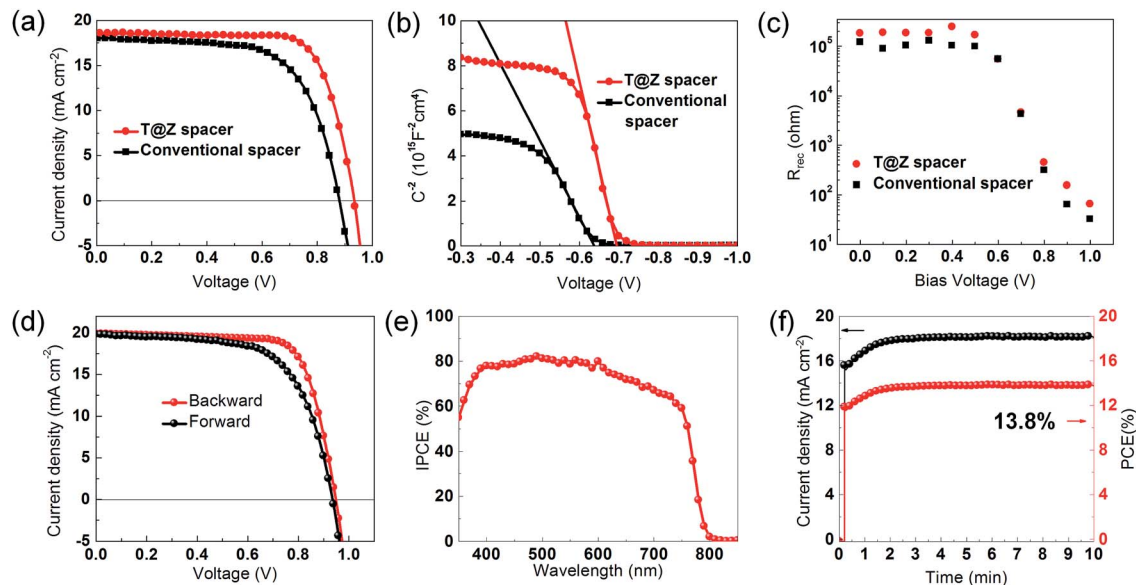 (a)
20
15
10
5
0
-5
Current density (mA cm⁻²)
T@Z spacer
Conventional spacer
0.0 0.2 0.4 0.6 0.8 1.0
Voltage (V)
(b)
10
8
6
4
2
0
C⁻² (10¹⁵F⁻²cm⁴)
T@Z spacer
Conventional
spacer
-0.3 -0.4 -0.5 -0.6 -0.7 -0.8 -0.9 -1.0
Voltage (V)
(c)
10⁵
10⁴
10³
10²
10¹
Rrec (ohm)
T@Z spacer
Conventional spacer
0.0 0.2 0.4 0.6 0.8 1.0
Bias Voltage (V)
(d)
20
15
10
5
0
-5
Current density (mA cm⁻²)
Backward
Forward
0.0 0.2 0.4 0.6 0.8 1.0
Voltage (V)
(e)
100
80
60
40
20
0
IPCE (%)
400 500 600 700 800
Wavelength (nm)
(f)
20
16
12
8
4
0
Current density (mA cm⁻²)
13.8%
20
16
12
8
4
0
PCE(%)
0 1 2 3 4 5 6 7 8 9 10
Time (min)